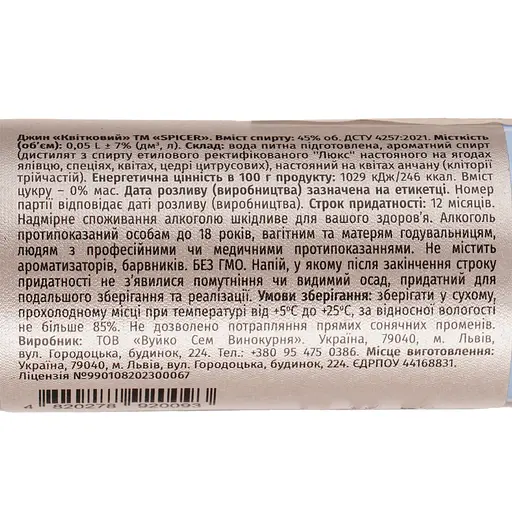 Джин «Квітковий» ТМ «SPICER». Вміст спирту: 45% об. ДСТУ 4257:2021. Місткість
(об'єм): 0,05 L ± 7% (дм³, л). Склад: вода питна підготовлена, ароматний спирт
(дистилят з спирту етилового ректифікованого "Люкс" настояного на ягодах
ялівцю, спеціях, квітах, цедрі цитрусових), настояний на квітах анчану (кліторії
трійчастій). Енергетична цінність в 100 г продукту: 1029 кДж/246 ккал. Вміст
цукру – 0% мас. Дата розливу (виробництва) зазначена на етикетці. Номер
партії відповідає даті розливу (виробництва). Строк придатності: 12 місяців.
Надмірне споживання алкоголю шкідливе для вашого здоров'я. Алкоголь
протипоказаний особам до 18 років, вагітним та матерям годувальницям,
людям з професійними чи медичними протипоказаннями. Не містить
ароматизаторів, барвників. БЕЗ ГМО. Напій, у якому після закінчення строку
придатності не з'явилися помутніння чи видимий осад, придатний для
подальшого зберігання та реалізації. Умови зберігання: зберігати у сухому,
прохолодному місці при температурі від +5ºС до +25ºС, за відносної вологості
не більше 85%. Не дозволено потрапляння прямих сонячних променів.
Виробник: ТОВ «Вуйко Сем Винокурня». Україна, 79040, м. Львів,
вул. Городоцька, будинок, 224. Тел.: +380 95 475 0386. Місце виготовлення:
Україна, 79040, м. Львів, вул. Городоцька, будинок, 224. ЄДРПОУ 44168831.
Ліцензія №990108202300067
4 820278 920093